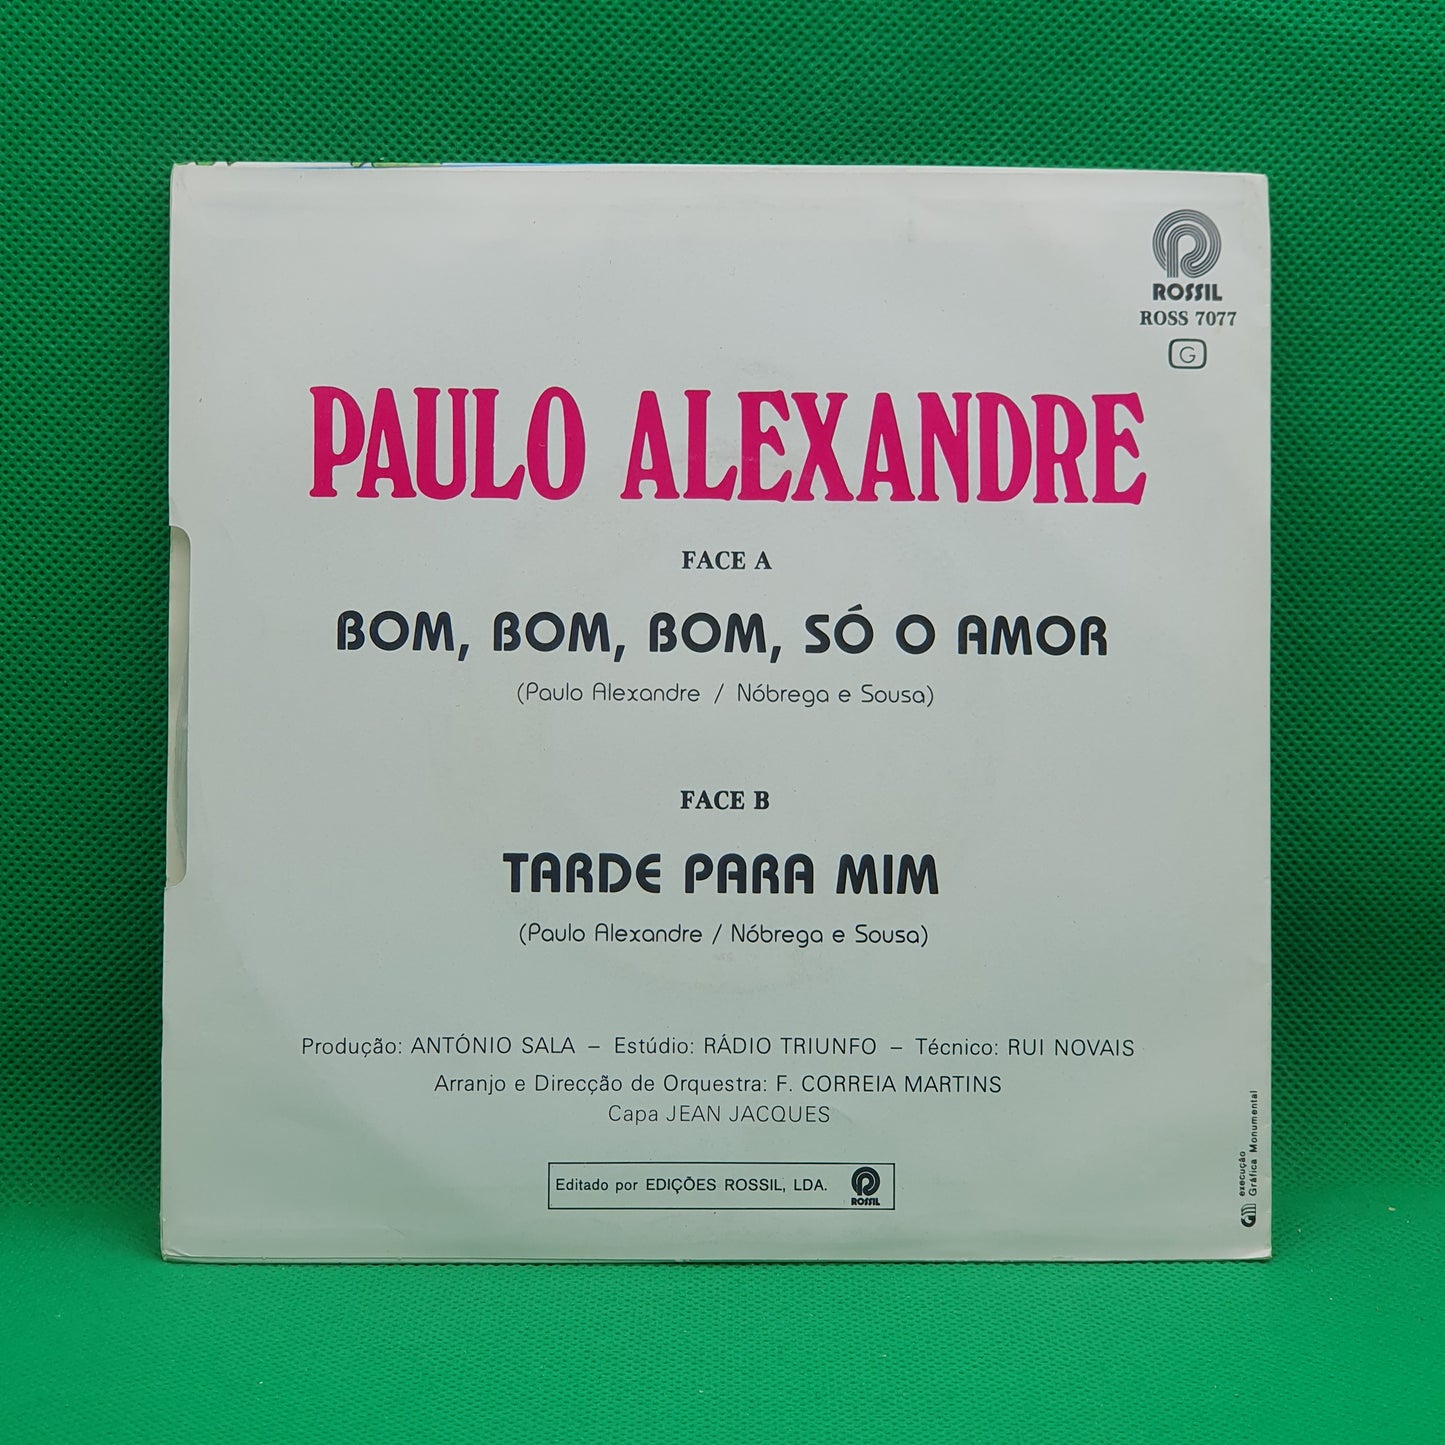 ROSSIL
ROSS 7077
G
PAULO ALEXANDRE
FACE A
BOM, BOM, BOM, SÓ O AMOR
(Paulo Alexandre / Nóbrega e Sousa)
FACE B
TARDE PARA MIM
(Paulo Alexandre / Nóbrega e Sousa)
Produção: ANTÓNIO SALA – Estúdio: RÁDIO TRIUNFO – Técnico: RUI NOVAIS
Arranjo e Direcção de Orquestra: F. CORREIA MARTINS
Capa JEAN JACQUES
Editado por EDIÇÕES ROSSIL, LDA.
ROSSIL
execução
Gráfica Monumental